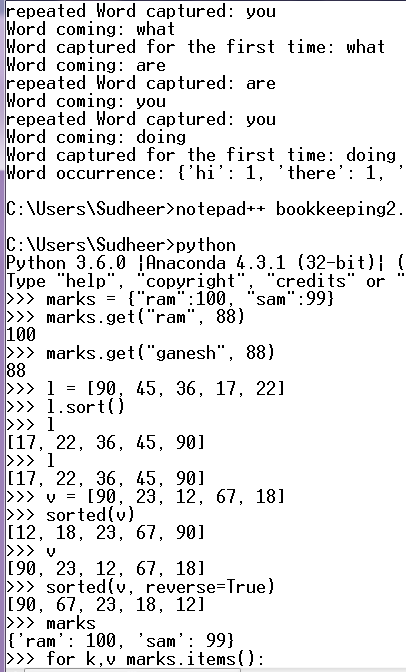 repeated Word captured: you
Word coming: what
Word captured for the first time: what
Word coming: are
repeated Word captured: are
Word coming: you
repeated Word captured: you
Word coming: doing
Word captured for the first time: doing
Word occurrence: {'hi': 1, 'there': 1, '
C:\Users\Sudheer>notepad++ bookkeeping2.
C:\Users\Sudheer>python
Python 3.6.0 |Anaconda 4.3.1 (32-bit)| (
Type "help", "copyright", "credits" or "
>>> marks = {"ram":100, "sam":99}
>>> marks.get("ram", 88)
100
>>> marks.get("ganesh", 88)
88
>>> l = [90, 45, 36, 17, 22]
>>> l.sort()
>>> l
[17, 22, 36, 45, 90]
>>> l
[17, 22, 36, 45, 90]
>>> v = [90, 23, 12, 67, 18]
>>> sorted(v)
[12, 18, 23, 67, 90]
>>> v
[90, 23, 12, 67, 18]
>>> sorted(v, reverse=True)
[90, 67, 23, 18, 12]
>>> marks
{'ram': 100, 'sam': 99}
>>> for k,v marks.items():